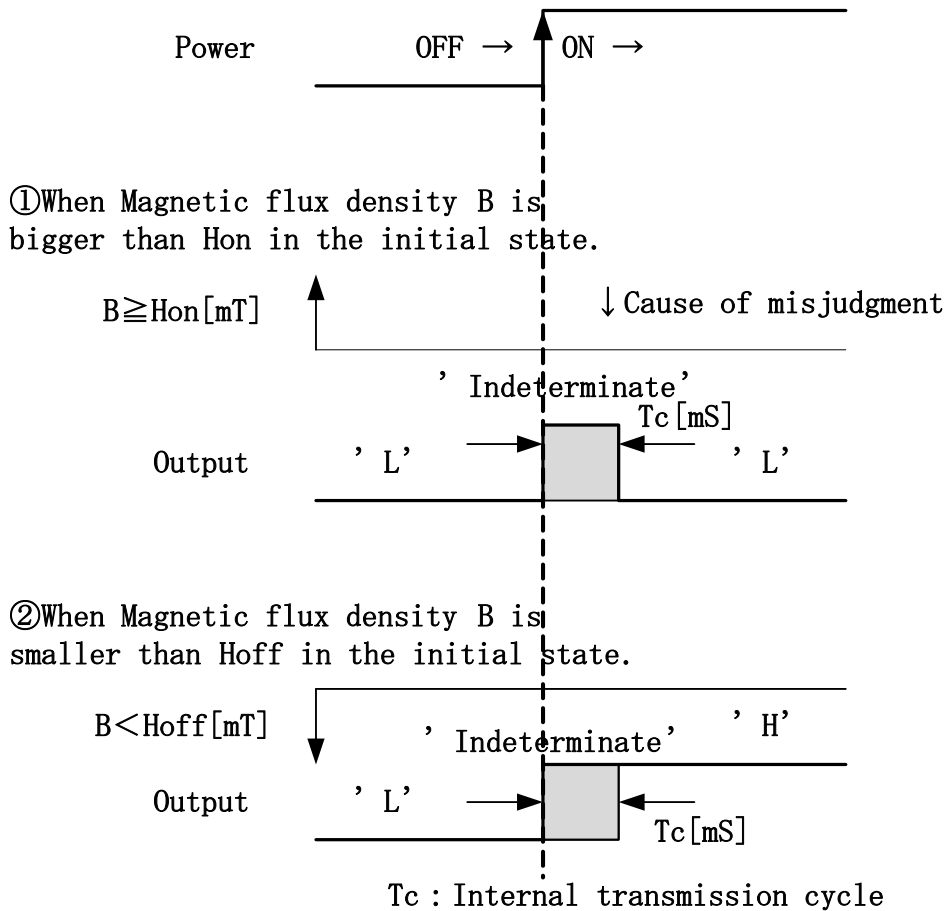 Power OFF → ON →
①When Magnetic flux density B is
bigger than Hon in the initial state.
B≧Hon[mT] ↓Cause of misjudgment
’Indeterminate’
Tc[mS]
Output ’L’ ’L’
②When Magnetic flux density B is
smaller than Hoff in the initial state.
B＜Hoff[mT] ’Indeterminate’ ’H’
Output ’L’
Tc[mS]
Tc：Internal transmission cycle